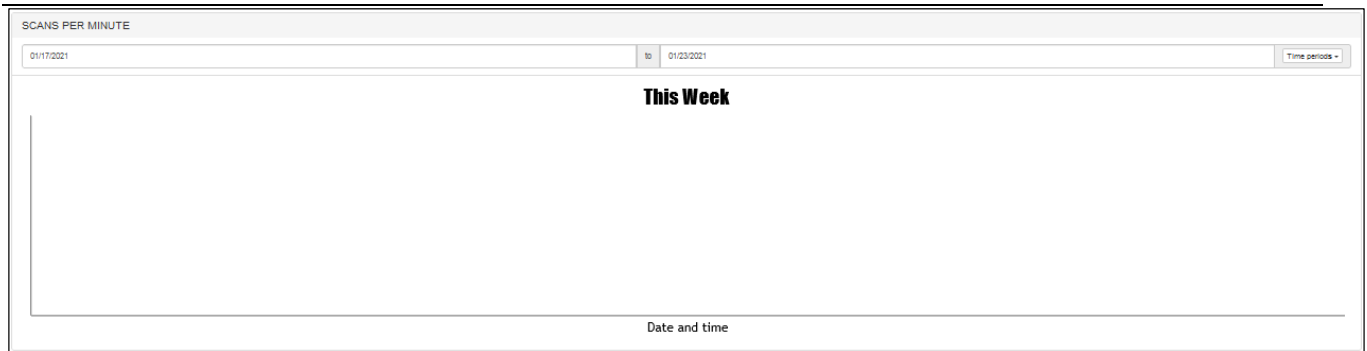 SCANS PER MINUTE
01/17/2021 to 01/23/2021 Time periods
This Week
Date and time